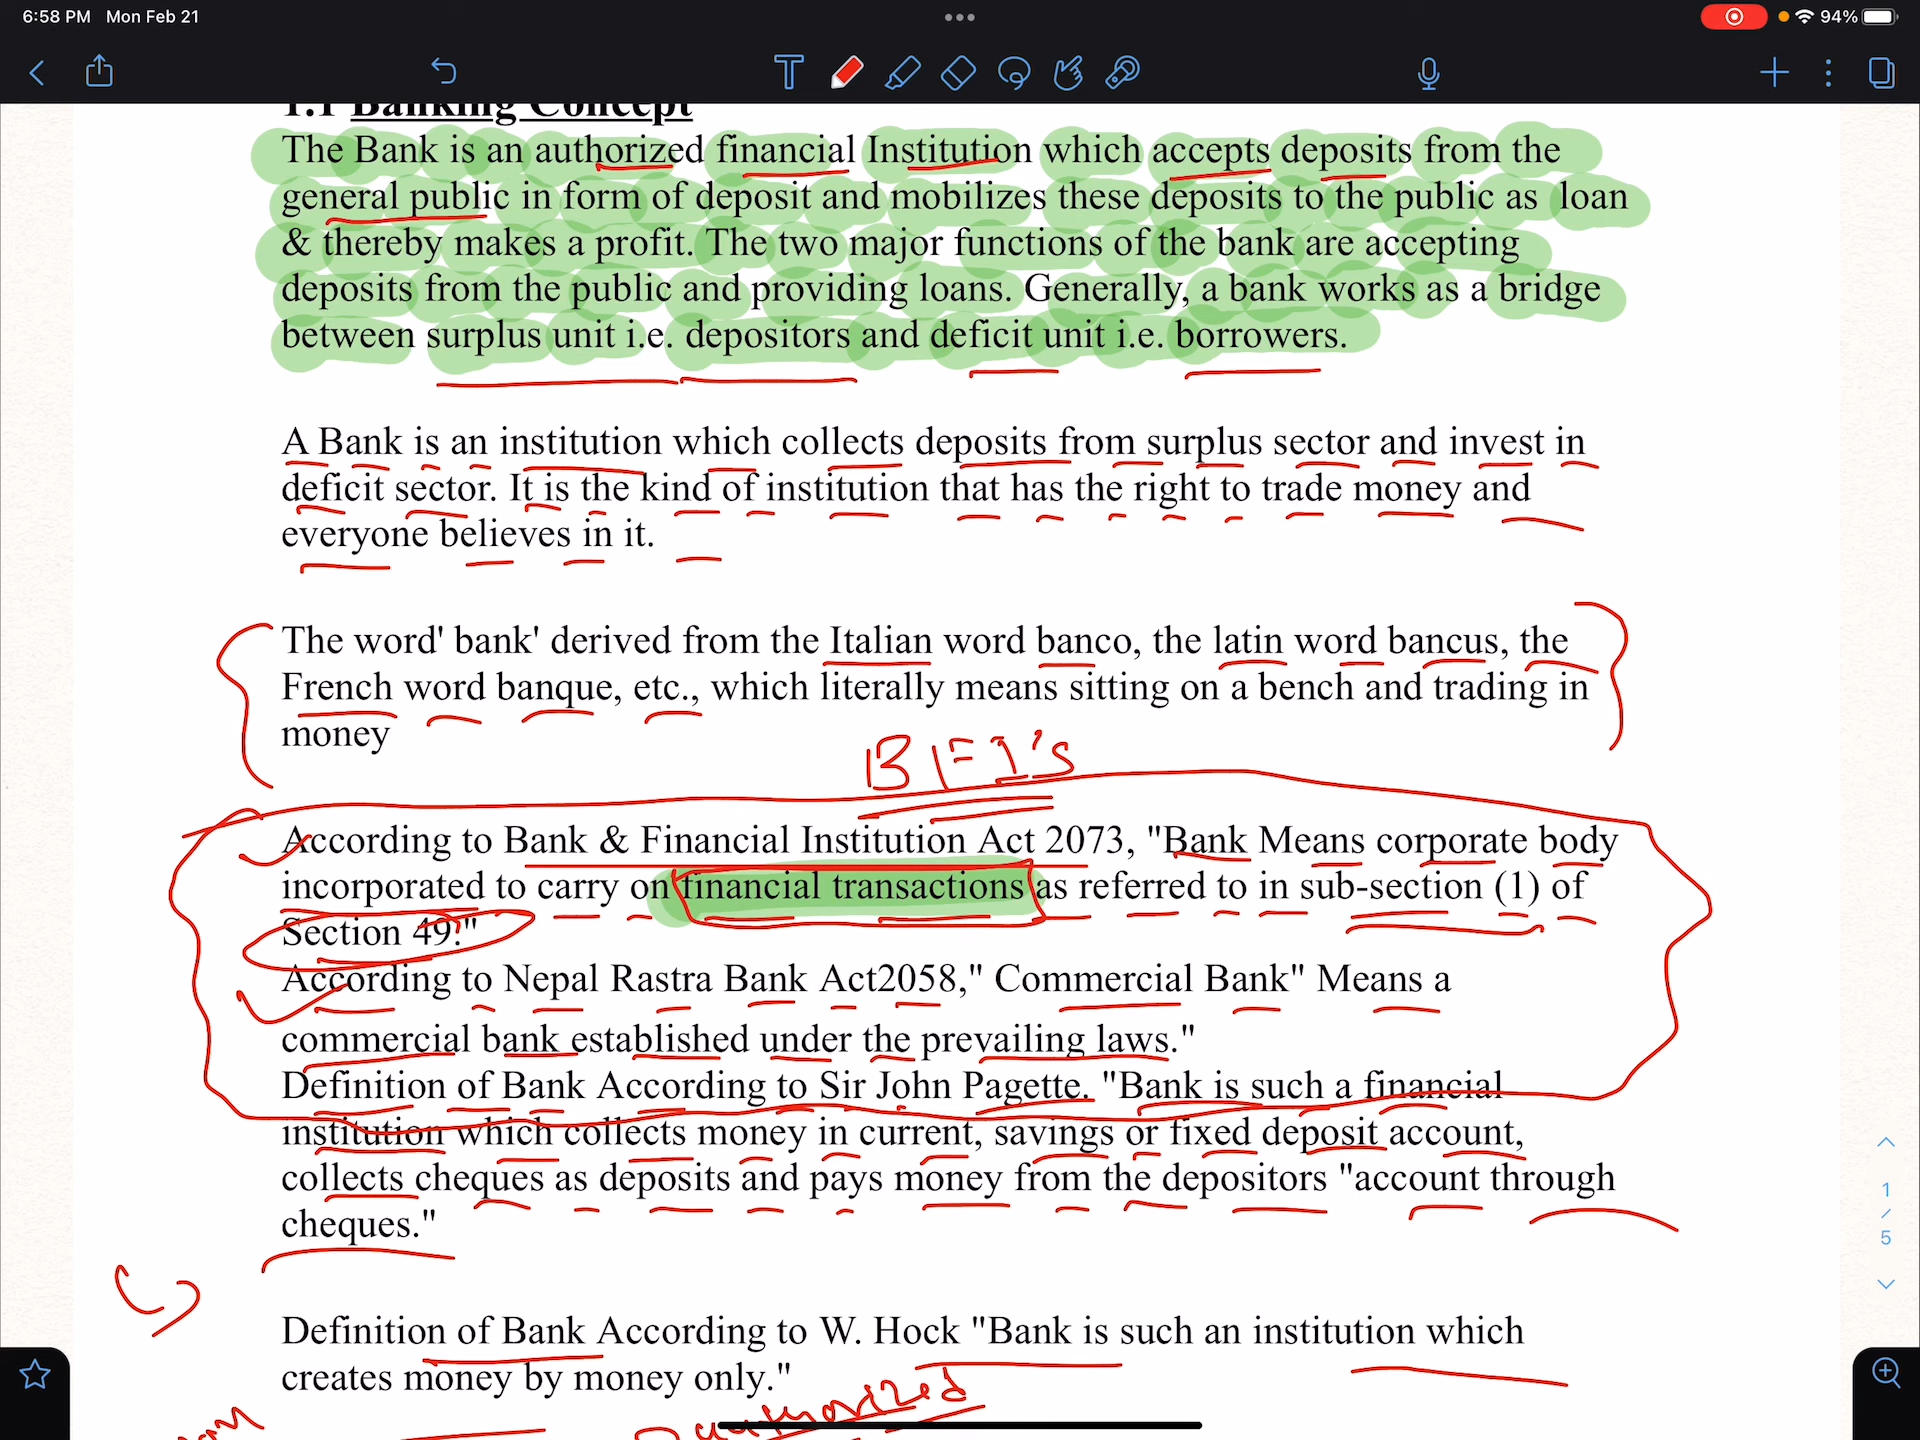 6:58 PM Mon Feb 21
94%
1.1 Banking Concept
The Bank is an authorized financial Institution which accepts deposits from the
general public in form of deposit and mobilizes these deposits to the public as loan
& thereby makes a profit. The two major functions of the bank are accepting
deposits from the public and providing loans. Generally, a bank works as a bridge
between surplus unit i.e. depositors and deficit unit i.e. borrowers.
A Bank is an institution which collects deposits from surplus sector and invest in
deficit sector. It is the kind of institution that has the right to trade money and
everyone believes in it.
The word' bank' derived from the Italian word banco, the latin word bancus, the
French word banque, etc., which literally means sitting on a bench and trading in
money
BFI's
According to Bank & Financial Institution Act 2073, "Bank Means corporate body
incorporated to carry on financial transactions as referred to in sub-section (1) of
Section 49."
According to Nepal Rastra Bank Act2058," Commercial Bank" Means a
commercial bank established under the prevailing laws."
Definition of Bank According to Sir John Pagette. "Bank is such a financial
institution which collects money in current, savings or fixed deposit account,
collects cheques as deposits and pays money from the depositors "account through
cheques."
1
/
5
Definition of Bank According to W. Hock "Bank is such an institution which
creates money by money only."